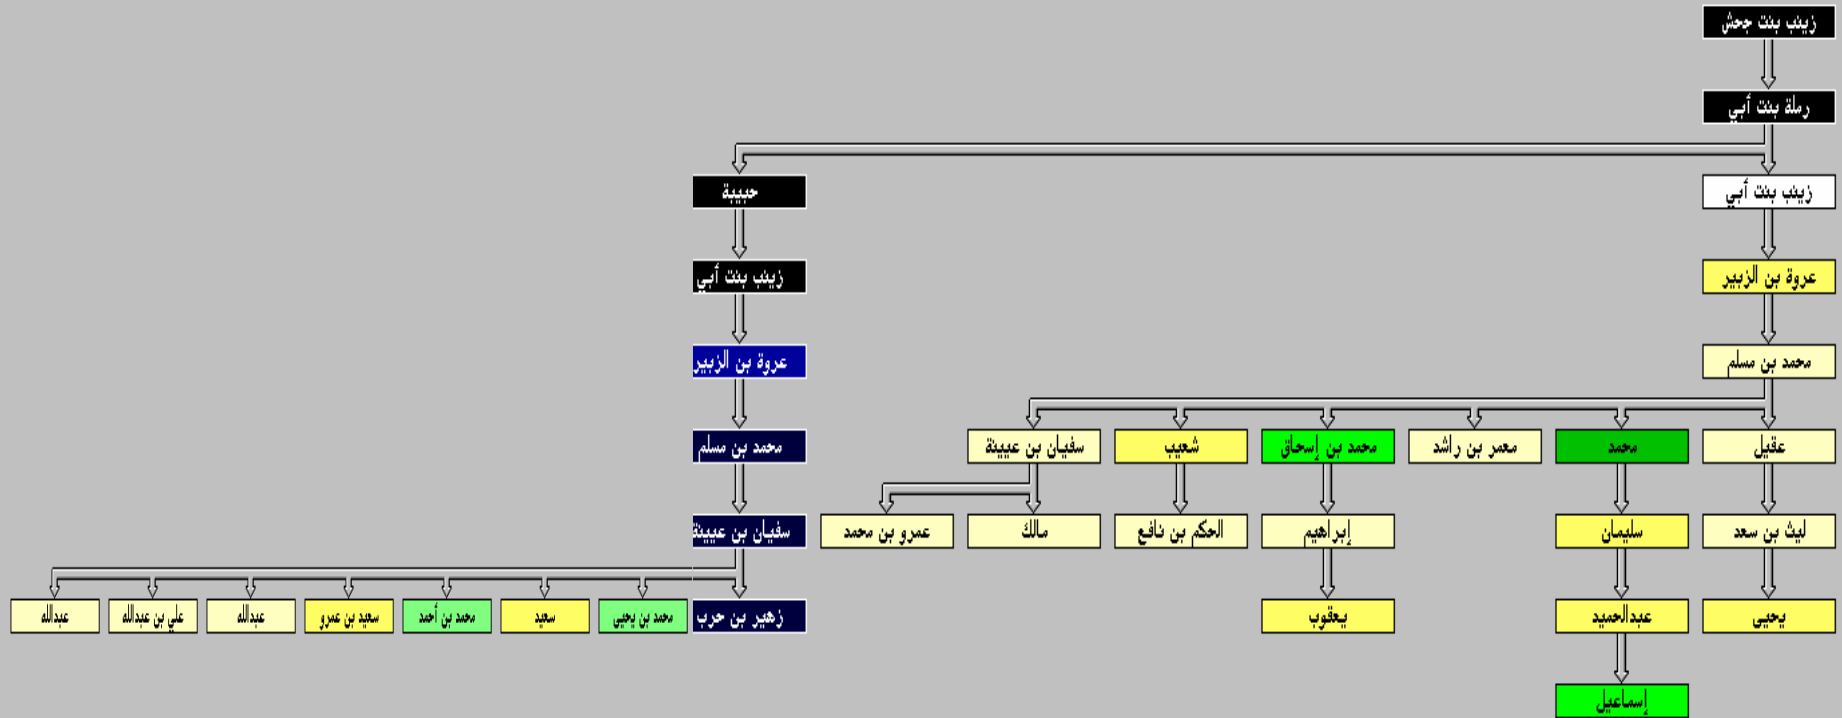 زينب بنت جحش
رملة بنت أبي
زينب بنت أبي
حبيبة
عروة بن الزبير
زينب بنت أبي
محمد بن مسلم
عروة بن الزبير
عقيل
محمد
معمر بن راشد
محمد بن إسحاق
شعيب
سفيان بن عيينة
محمد بن مسلم
ليث بن سعد
سليمان
إبراهيم
الحكم بن نافع
مالك
عمرو بن محمد
سفيان بن عيينة
يحيى
عبدالحميد
يعقوب
زهير بن حرب
محمد بن يحيى
سعيد
محمد بن أحمد
سعيد بن عمرو
عبدالله
علي بن عبدالله
عبدالله
إسماعيل